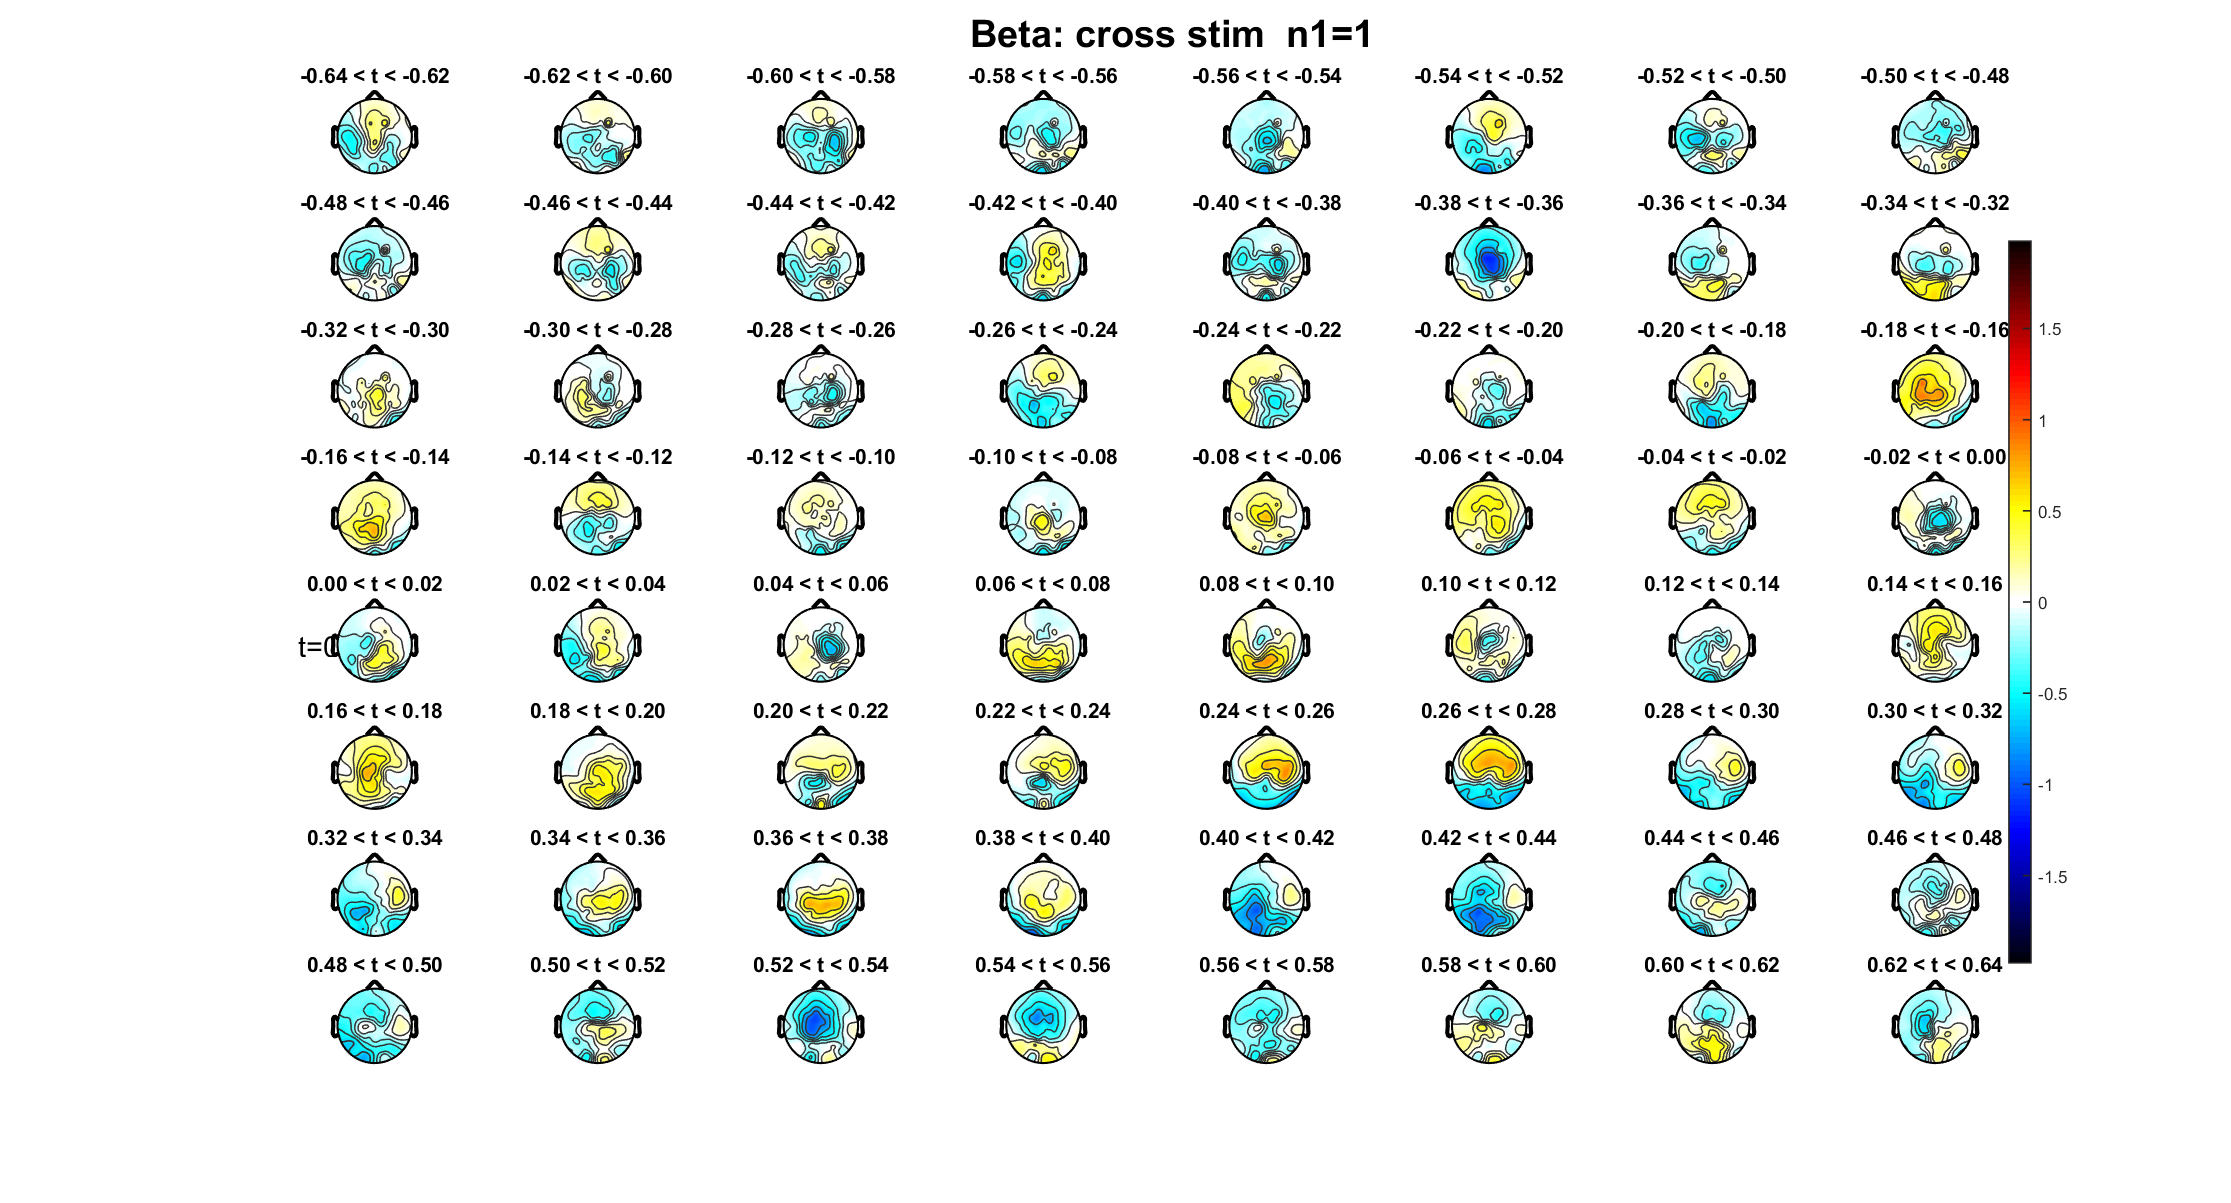 Beta: cross stim  n1=1
-0.64 < t < -0.62 -0.62 < t < -0.60 -0.60 < t < -0.58 -0.58 < t < -0.56 -0.56 < t < -0.54 -0.54 < t < -0.52 -0.52 < t < -0.50 -0.50 < t < -0.48
-0.48 < t < -0.46 -0.46 < t < -0.44 -0.44 < t < -0.42 -0.42 < t < -0.40 -0.40 < t < -0.38 -0.38 < t < -0.36 -0.36 < t < -0.34 -0.34 < t < -0.32
-0.32 < t < -0.30 -0.30 < t < -0.28 -0.28 < t < -0.26 -0.26 < t < -0.24 -0.24 < t < -0.22 -0.22 < t < -0.20 -0.20 < t < -0.18 -0.18 < t < -0.16
1.5
1
-0.16 < t < -0.14 -0.14 < t < -0.12 -0.12 < t < -0.10 -0.10 < t < -0.08 -0.08 < t < -0.06 -0.06 < t < -0.04 -0.04 < t < -0.02 -0.02 < t < 0.00
0.5
0.00 < t < 0.02 0.02 < t < 0.04 0.04 < t < 0.06 0.06 < t < 0.08 0.08 < t < 0.10 0.10 < t < 0.12 0.12 < t < 0.14 0.14 < t < 0.16
0
t=0
-0.5
0.16 < t < 0.18 0.18 < t < 0.20 0.20 < t < 0.22 0.22 < t < 0.24 0.24 < t < 0.26 0.26 < t < 0.28 0.28 < t < 0.30 0.30 < t < 0.32
-1
0.32 < t < 0.34 0.34 < t < 0.36 0.36 < t < 0.38 0.38 < t < 0.40 0.40 < t < 0.42 0.42 < t < 0.44 0.44 < t < 0.46 0.46 < t < 0.48
-1.5
0.48 < t < 0.50 0.50 < t < 0.52 0.52 < t < 0.54 0.54 < t < 0.56 0.56 < t < 0.58 0.58 < t < 0.60 0.60 < t < 0.62 0.62 < t < 0.64